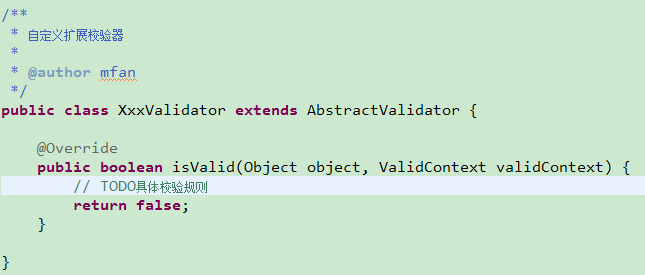 /**
 * 自定义扩展校验器
 *
 * @author mfan
 */
public class XxxValidator extends AbstractValidator {
    @Override
    public boolean isValid(Object object, ValidContext validContext) {
        // TODO具体校验规则
        return false;
    }
}